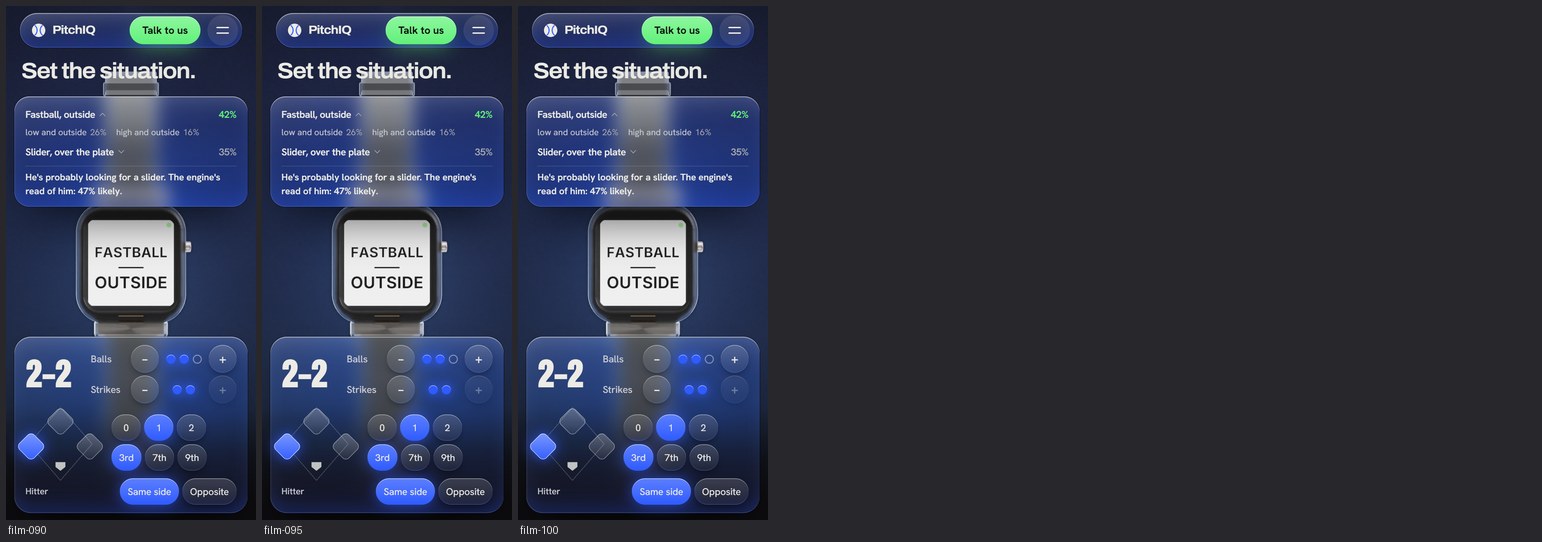 PitchIQ
Talk to us
Set the situation.
Fastball, outside
42%
low and outside 26% high and outside 16%
Slider, over the plate
35%
He's probably looking for a slider. The engine's
read of him: 47% likely.
FASTBALL
OUTSIDE
2-2
Balls
− +
Strikes
− +
0 1 2
3rd 7th 9th
Hitter
Same side Opposite
film-090
PitchIQ
Talk to us
Set the situation.
Fastball, outside
42%
low and outside 26% high and outside 16%
Slider, over the plate
35%
He's probably looking for a slider. The engine's
read of him: 47% likely.
FASTBALL
OUTSIDE
2-2
Balls
− +
Strikes
− +
0 1 2
3rd 7th 9th
Hitter
Same side Opposite
film-095
PitchIQ
Talk to us
Set the situation.
Fastball, outside
42%
low and outside 26% high and outside 16%
Slider, over the plate
35%
He's probably looking for a slider. The engine's
read of him: 47% likely.
FASTBALL
OUTSIDE
2-2
Balls
− +
Strikes
− +
0 1 2
3rd 7th 9th
Hitter
Same side Opposite
film-100